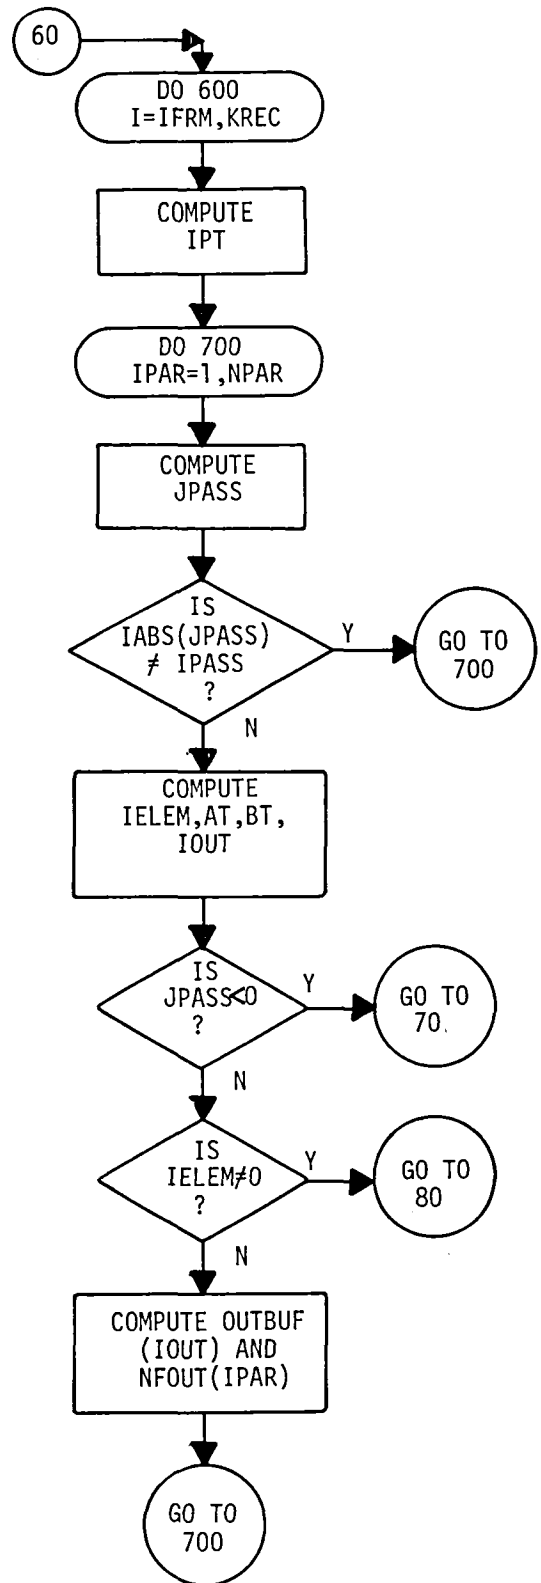 60
DO 600
I=IFRM,KREC
COMPUTE
IPT
DO 700
IPAR=1,NPAR
COMPUTE
JPASS
IS
IABS(JPASS)
≠ IPASS
?
Y
GO TO
700
N
COMPUTE
IELEM,AT,BT,
IOUT
IS
JPASS<0
?
Y
GO TO
70.
N
IS
IELEM≠0
?
Y
GO TO
80
N
COMPUTE OUTBUF
(IOUT) AND
NFOUT(IPAR)
GO TO
700